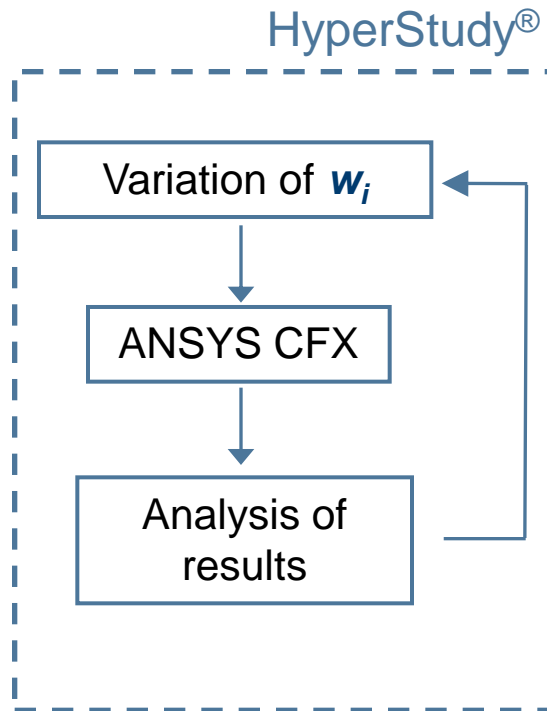 HyperStudy®
Variation of wi
ANSYS CFX
Analysis of
results